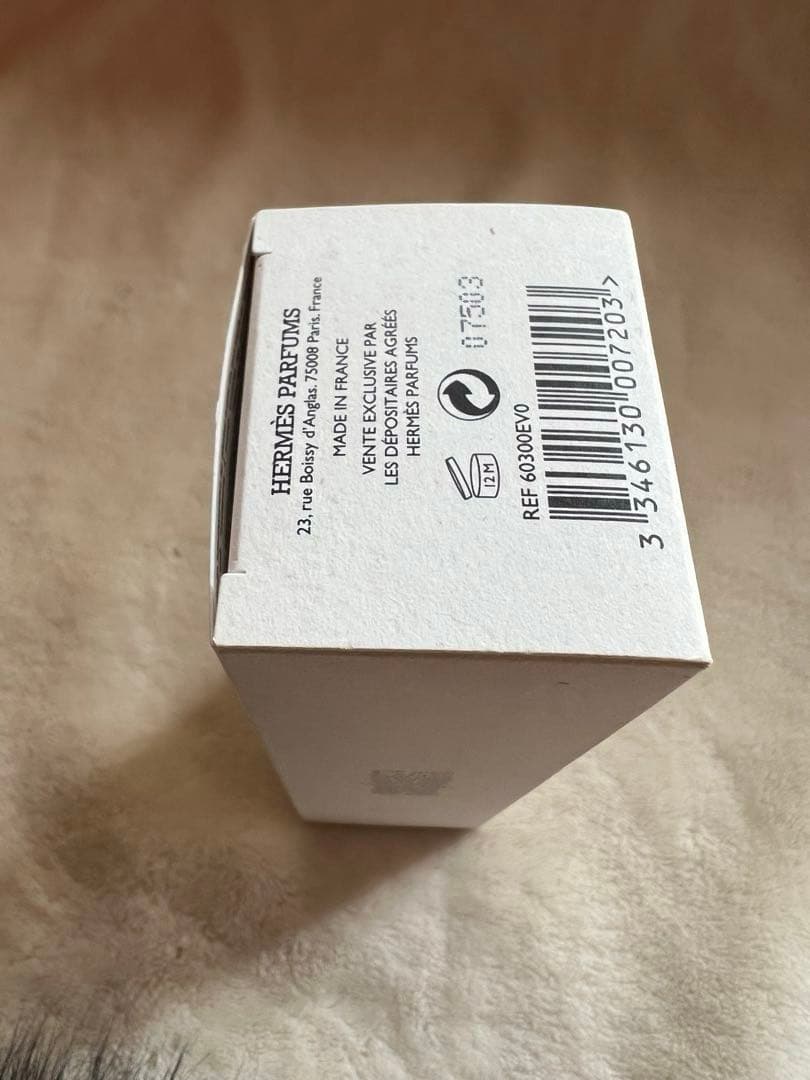 HERMÈS PARFUMS
23, rue Boissy d'Anglas, 75008 Paris, France
MADE IN FRANCE
VENTE EXCLUSIVE PAR
LES DÉPOSITAIRES AGRÉÉS
HERMÈS PARFUMS
12 M
07503
REF 60300EV0
3 346130 007203 >